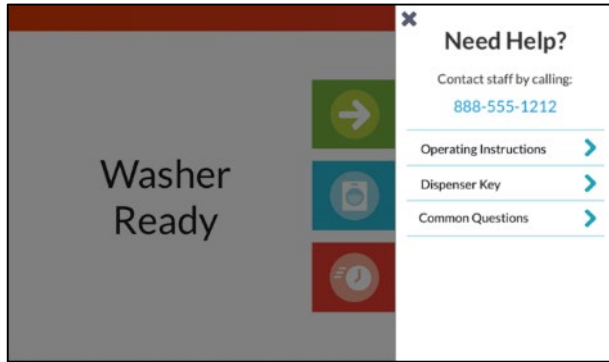 Need Help?
Contact staff by calling:
888-555-1212
Operating Instructions
Dispenser Key
Common Questions
Washer
Ready